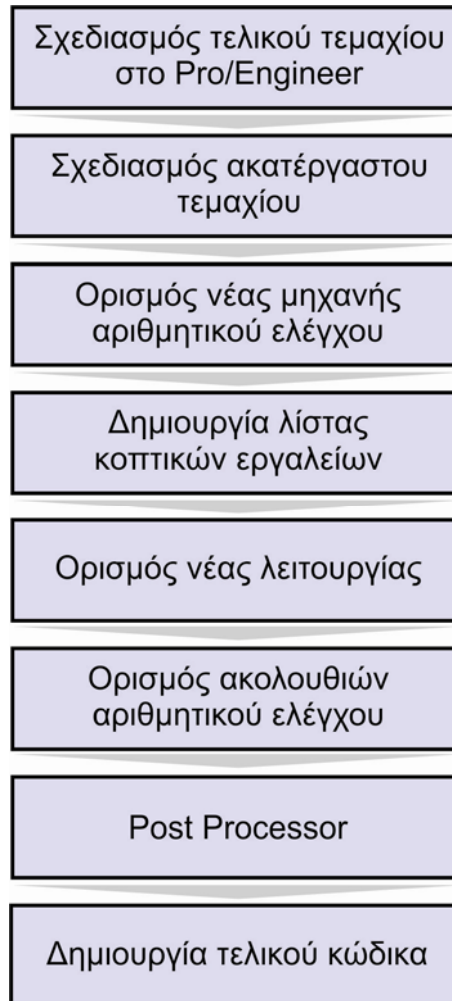 Σχεδιασμός τελικού τεμαχίου
στο Pro/Engineer
Σχεδιασμός ακατέργαστου
τεμαχίου
Ορισμός νέας μηχανής
αριθμητικού ελέγχου
Δημιουργία λίστας
κοπτικών εργαλείων
Ορισμός νέας λειτουργίας
Ορισμός ακολουθιών
αριθμητικού ελέγχου
Post Processor
Δημιουργία τελικού κώδικα